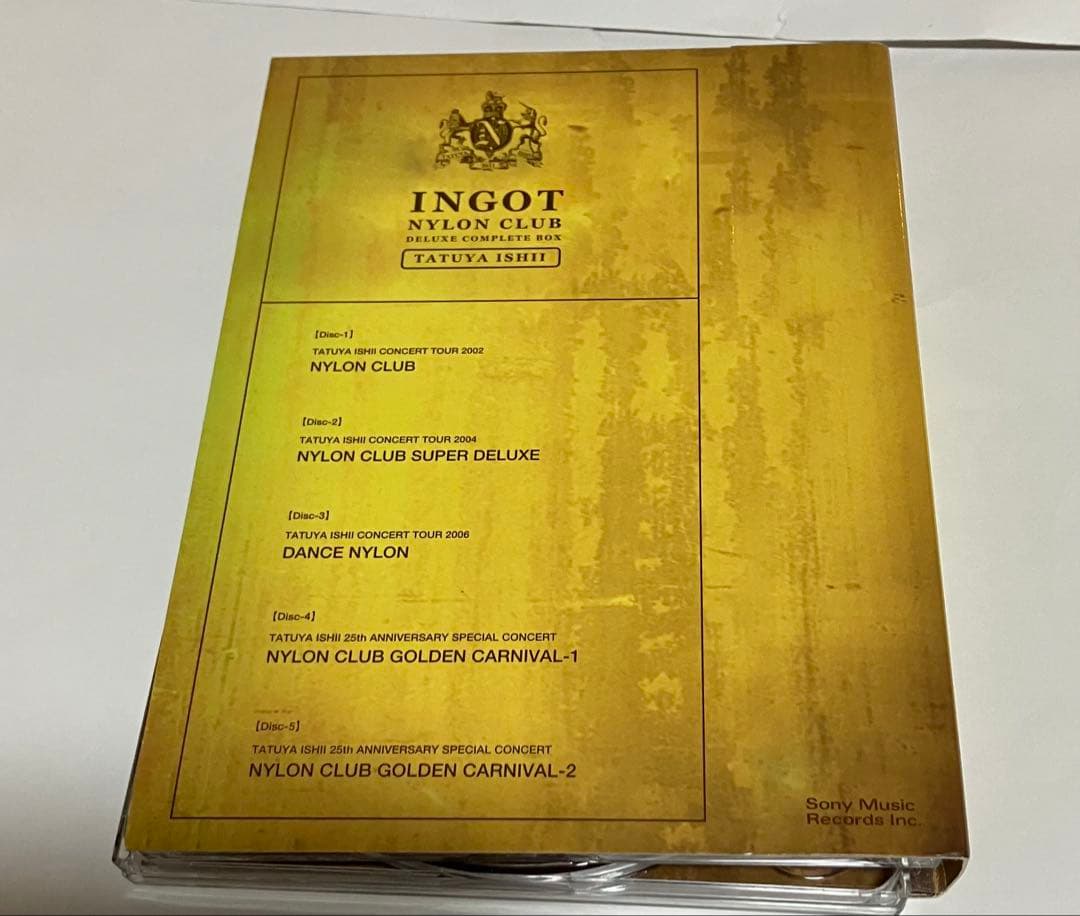 N
INGOT
NYLON CLUB
DELUXE COMPLETE BOX
TATUYA ISHII
[Disc-1]
TATUYA ISHII CONCERT TOUR 2002
NYLON CLUB
[Disc-2]
TATUYA ISHII CONCERT TOUR 2004
NYLON CLUB SUPER DELUXE
[Disc-3]
TATUYA ISHII CONCERT TOUR 2006
DANCE NYLON
[Disc-4]
TATUYA ISHII 25th ANNIVERSARY SPECIAL CONCERT
NYLON CLUB GOLDEN CARNIVAL-1
[Disc-5]
TATUYA ISHII 25th ANNIVERSARY SPECIAL CONCERT
NYLON CLUB GOLDEN CARNIVAL-2
Sony Music
Records Inc.